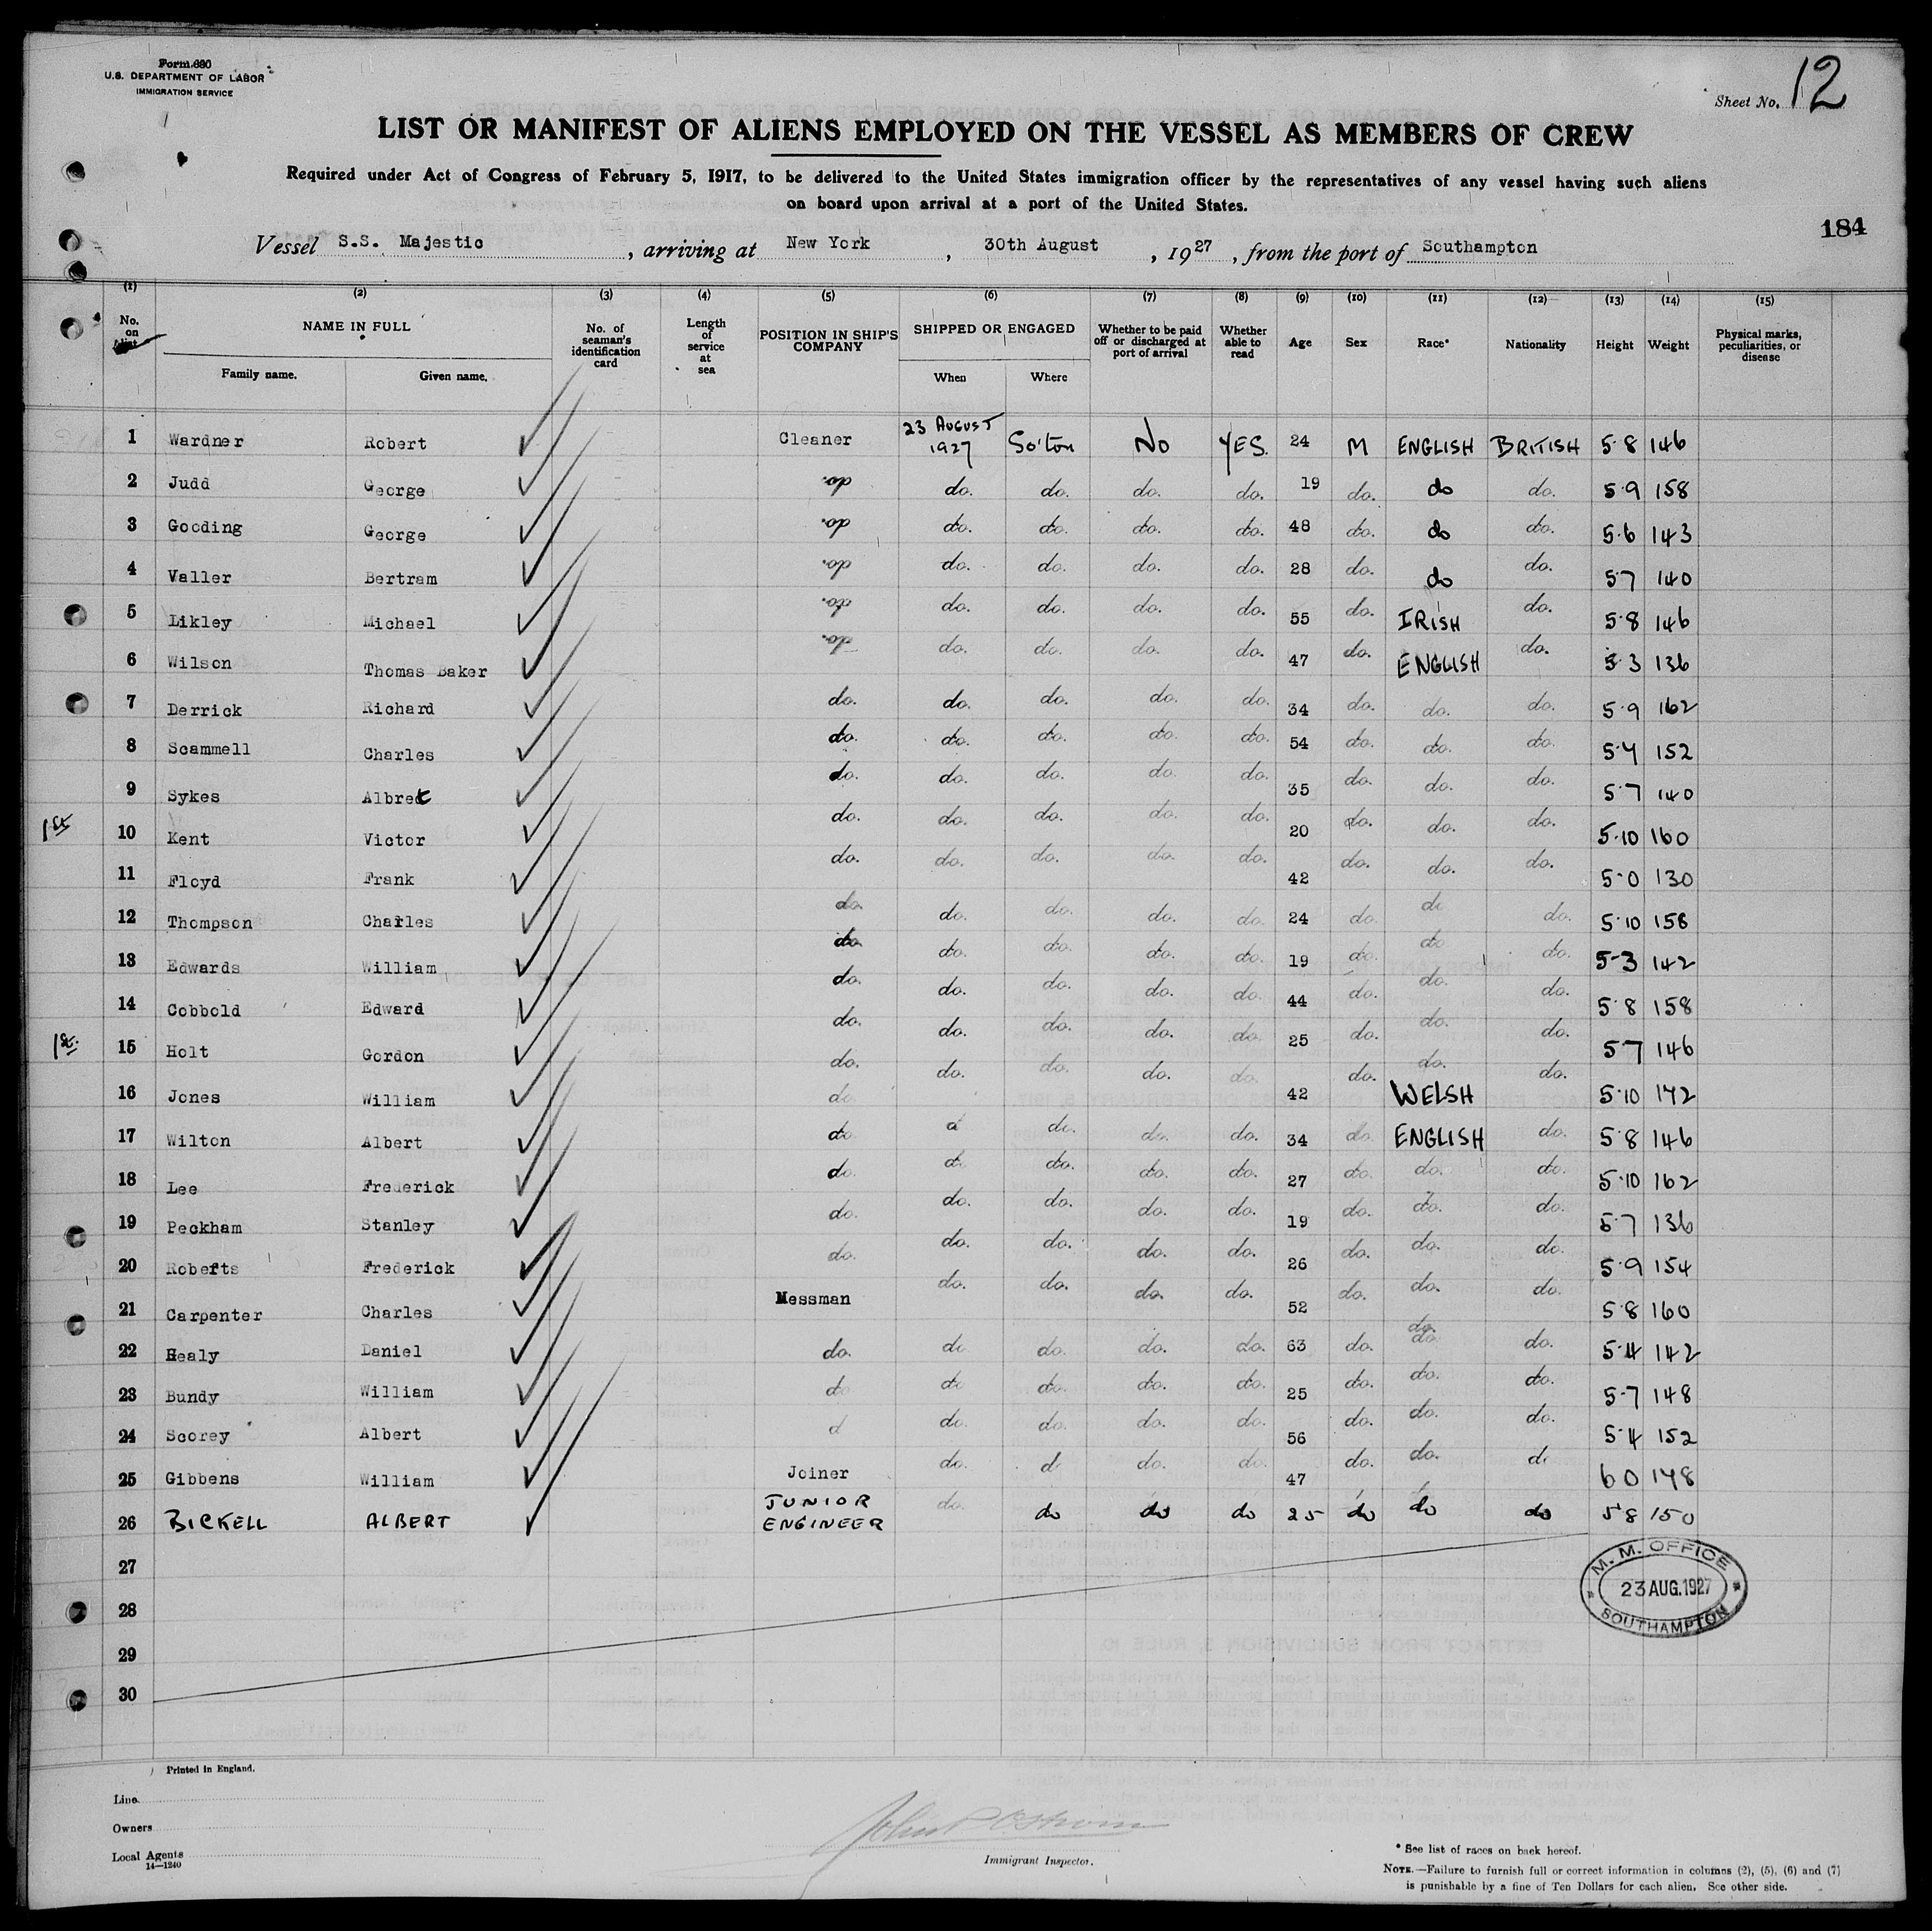 Form 680
U.S. DEPARTMENT OF LABOR
IMMIGRATION SERVICE
Sheet No. 12
LIST OR MANIFEST OF ALIENS EMPLOYED ON THE VESSEL AS MEMBERS OF CREW
Required under Act of Congress of February 5, 1917, to be delivered to the United States immigration officer by the representatives of any vessel having such aliens
on board upon arrival at a port of the United States.
184
Vessel S.S. Majestic, arriving at New York, 30th August, 1927, from the port of Southampton
(1) (2) (3) (4) (5) (6) (7) (8) (9) (10) (11) (12) (13) (14) (15)
No. on list NAME IN FULL Family name. Given name. No. of seaman's identification card Length of service at sea POSITION IN SHIP'S COMPANY SHIPPED OR ENGAGED When Where Whether to be paid off or discharged at port of arrival Whether able to read Age Sex Race* Nationality Height Weight Physical marks, peculiarities, or disease
1 Wardner Robert Cleaner 23 AUGUST 1927 So'ton No YES. 24 M ENGLISH BRITISH 5.8 146
2 Judd George do. do. do. do. do. 19 do. do do. 5.9 158
3 Gooding George do. do. do. do. do. 48 do. do do. 5.6 143
4 Valler Bertram do. do. do. do. do. 28 do. do do. 5.7 140
5 Likley Michael do. do. do. do. do. 55 do. IRISH do. 5.8 146
6 Wilson Thomas Baker do. do. do. do. do. 47 do. ENGLISH do. 5.3 136
7 Derrick Richard do. do. do. do. do. 34 do. do. do. 5.9 162
8 Scammell Charles do. do. do. do. do. 54 do. do. do. 5.4 152
9 Sykes Albret do. do. do. do. do. 35 do. do. do. 5.7 140
1st 10 Kent Victor do. do. do. do. do. 20 do. do. do. 5.10 160
11 Floyd Frank do. do. do. do. do. 42 do. do. do. 5.0 130
12 Thompson Charles do. do. do. do. do. 24 do. do do. 5.10 158
13 Edwards William do. do. do. do. do. 19 do. do do. 5-3 142
14 Cobbold Edward do. do. do. do. do. 44 do. do. do. 5.8 158
1st. 15 Holt Gordon do. do. do. do. do. 25 do. do. do. 5.7 146
16 Jones William do. do. do. do. do. 42 do. WELSH do. 5.10 172
17 Wilton Albert do. d do. do. do. 34 do. ENGLISH do. 5.8 146
18 Lee Frederick do. do. do. do. do. 27 do. do. do. 5.10 162
19 Peckham Stanley do. do. do. do. do. 19 do. do. do. 5.7 136
20 Roberts Frederick do. do. do. do. do. 26 do. do. do. 5.9 154
21 Carpenter Charles Messman do. do. do. do. 52 do. do. do. 5.8 160
22 Healy Daniel do. do do. do. do. 63 do. do. do. 5.4 142
23 Bundy William do do do. do. do. 25 do. do. do. 5.7 148
24 Scorey Albert d do. do. do. do. 56 do. do. do. 5.4 152
25 Gibbens William Joiner do. d do. do. 47 do. do. d. 6 0 178
26 BICKELL ALBERT JUNIOR ENGINEER do. do do do 25 do do do 5.8 150
27
28
29
30
M. M. OFFICE
23 AUG. 1927
SOUTHAMPTON
Printed in England.
Line
Owners
Local Agents
14—1240
Immigrant Inspector.
* See list of races on back hereof.
NOTE.—Failure to furnish full or correct information in columns (2), (5), (6) and (7)
is punishable by a fine of Ten Dollars for each alien. See other side.